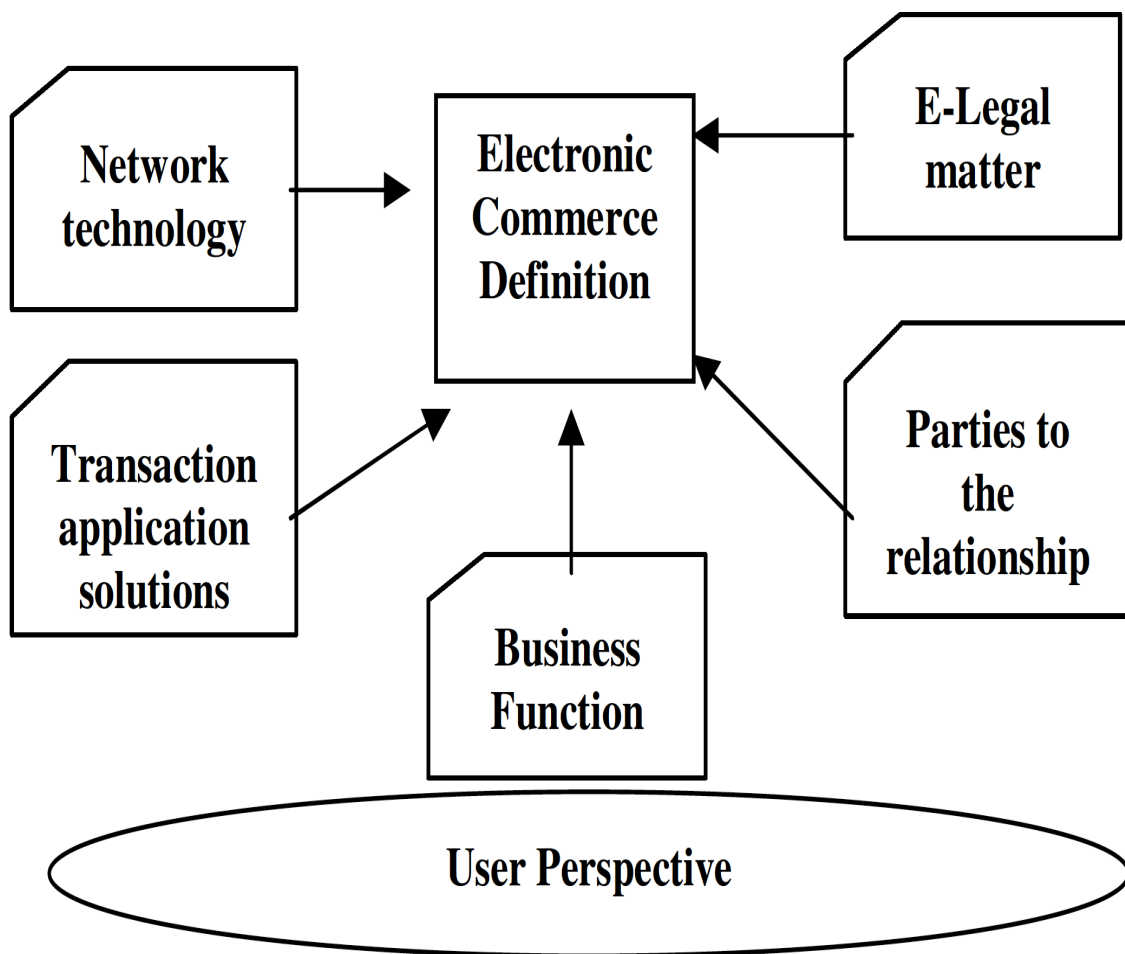 Network
technology
Electronic
Commerce
Definition
E-Legal
matter
Transaction
application
solutions
Business
Function
Parties to
the
relationship
User Perspective